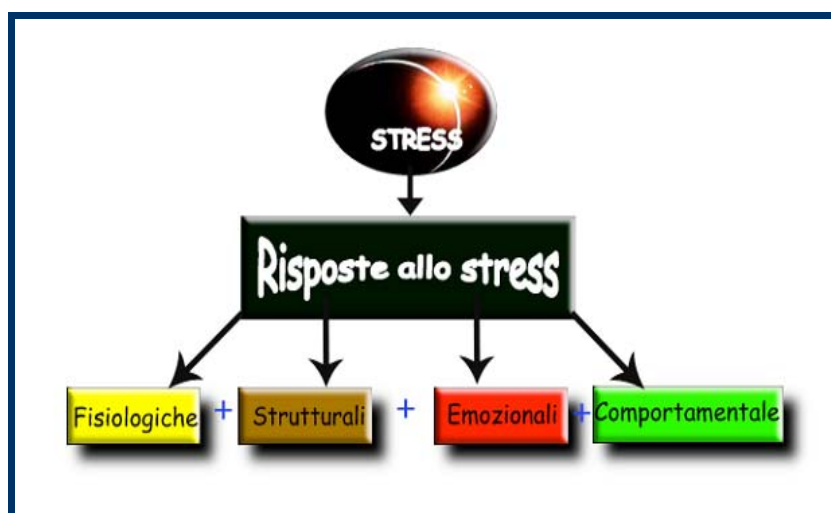 STRESS
Risposte allo stress
Fisiologiche + Strutturali + Emozionali + Comportamentale